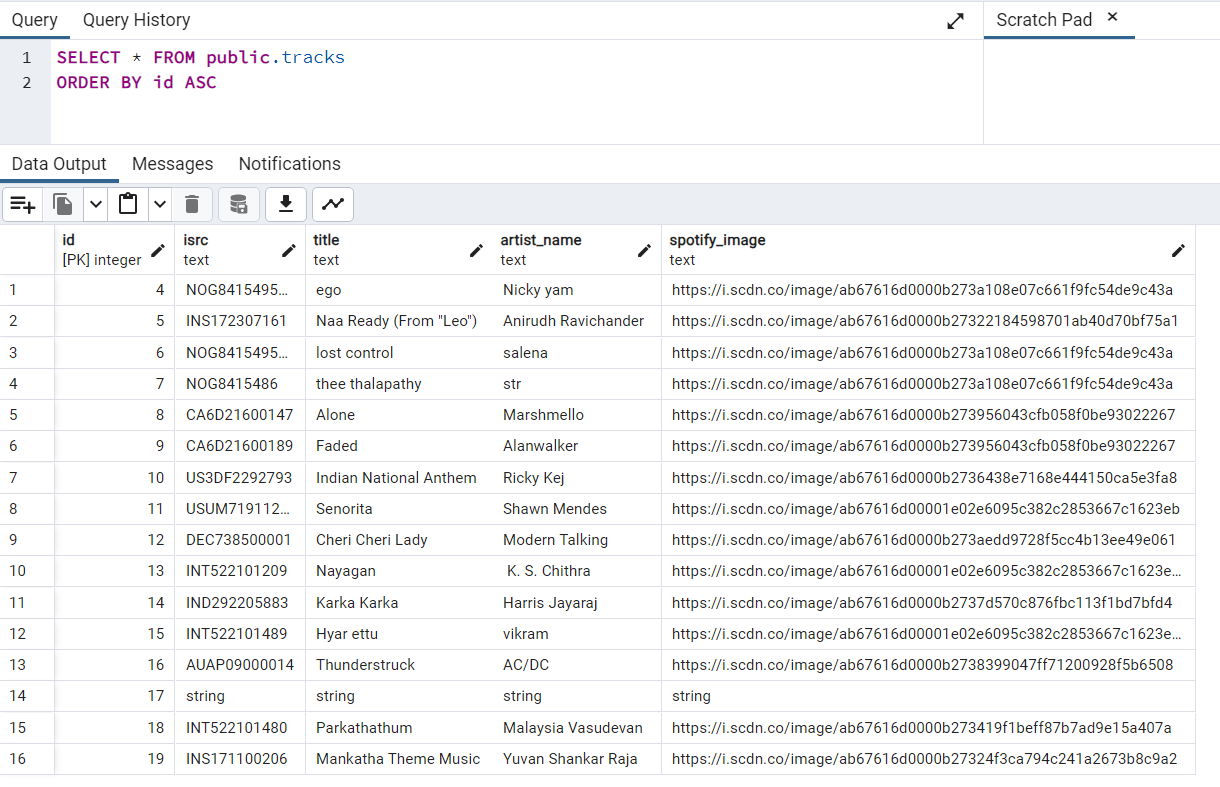 Query Query History Scratch Pad ×
1 SELECT * FROM public.tracks
2 ORDER BY id ASC
Data Output Messages Notifications
id isrc title artist_name spotify_image
[PK] integer text text text text
1 4 NOG8415495... ego Nicky yam https://i.scdn.co/image/ab67616d0000b273a108e07c661f9fc54de9c43a
2 5 INS172307161 Naa Ready (From "Leo") Anirudh Ravichander https://i.scdn.co/image/ab67616d0000b27322184598701ab40d70bf75a1
3 6 NOG8415495... lost control salena https://i.scdn.co/image/ab67616d0000b273a108e07c661f9fc54de9c43a
4 7 NOG8415486 thee thalapathy str https://i.scdn.co/image/ab67616d0000b273a108e07c661f9fc54de9c43a
5 8 CA6D21600147 Alone Marshmello https://i.scdn.co/image/ab67616d0000b273956043cfb058f0be93022267
6 9 CA6D21600189 Faded Alanwalker https://i.scdn.co/image/ab67616d0000b273956043cfb058f0be93022267
7 10 US3DF2292793 Indian National Anthem Ricky Kej https://i.scdn.co/image/ab67616d0000b2736438e7168e444150ca5e3fa8
8 11 USUM719112... Senorita Shawn Mendes https://i.scdn.co/image/ab67616d00001e02e6095c382c2853667c1623eb
9 12 DEC738500001 Cheri Cheri Lady Modern Talking https://i.scdn.co/image/ab67616d0000b273aedd9728f5cc4b13ee49e061
10 13 INT522101209 Nayagan K. S. Chithra https://i.scdn.co/image/ab67616d00001e02e6095c382c2853667c1623e...
11 14 IND292205883 Karka Karka Harris Jayaraj https://i.scdn.co/image/ab67616d0000b2737d570c876fbc113f1bd7bfd4
12 15 INT522101489 Hyar ettu vikram https://i.scdn.co/image/ab67616d00001e02e6095c382c2853667c1623e...
13 16 AUAP09000014 Thunderstruck AC/DC https://i.scdn.co/image/ab67616d0000b2738399047ff71200928f5b6508
14 17 string string string string
15 18 INT522101480 Parkathathum Malaysia Vasudevan https://i.scdn.co/image/ab67616d0000b273419f1beff87b7ad9e15a407a
16 19 INS171100206 Mankatha Theme Music Yuvan Shankar Raja https://i.scdn.co/image/ab67616d0000b27324f3ca794c241a2673b8c9a2